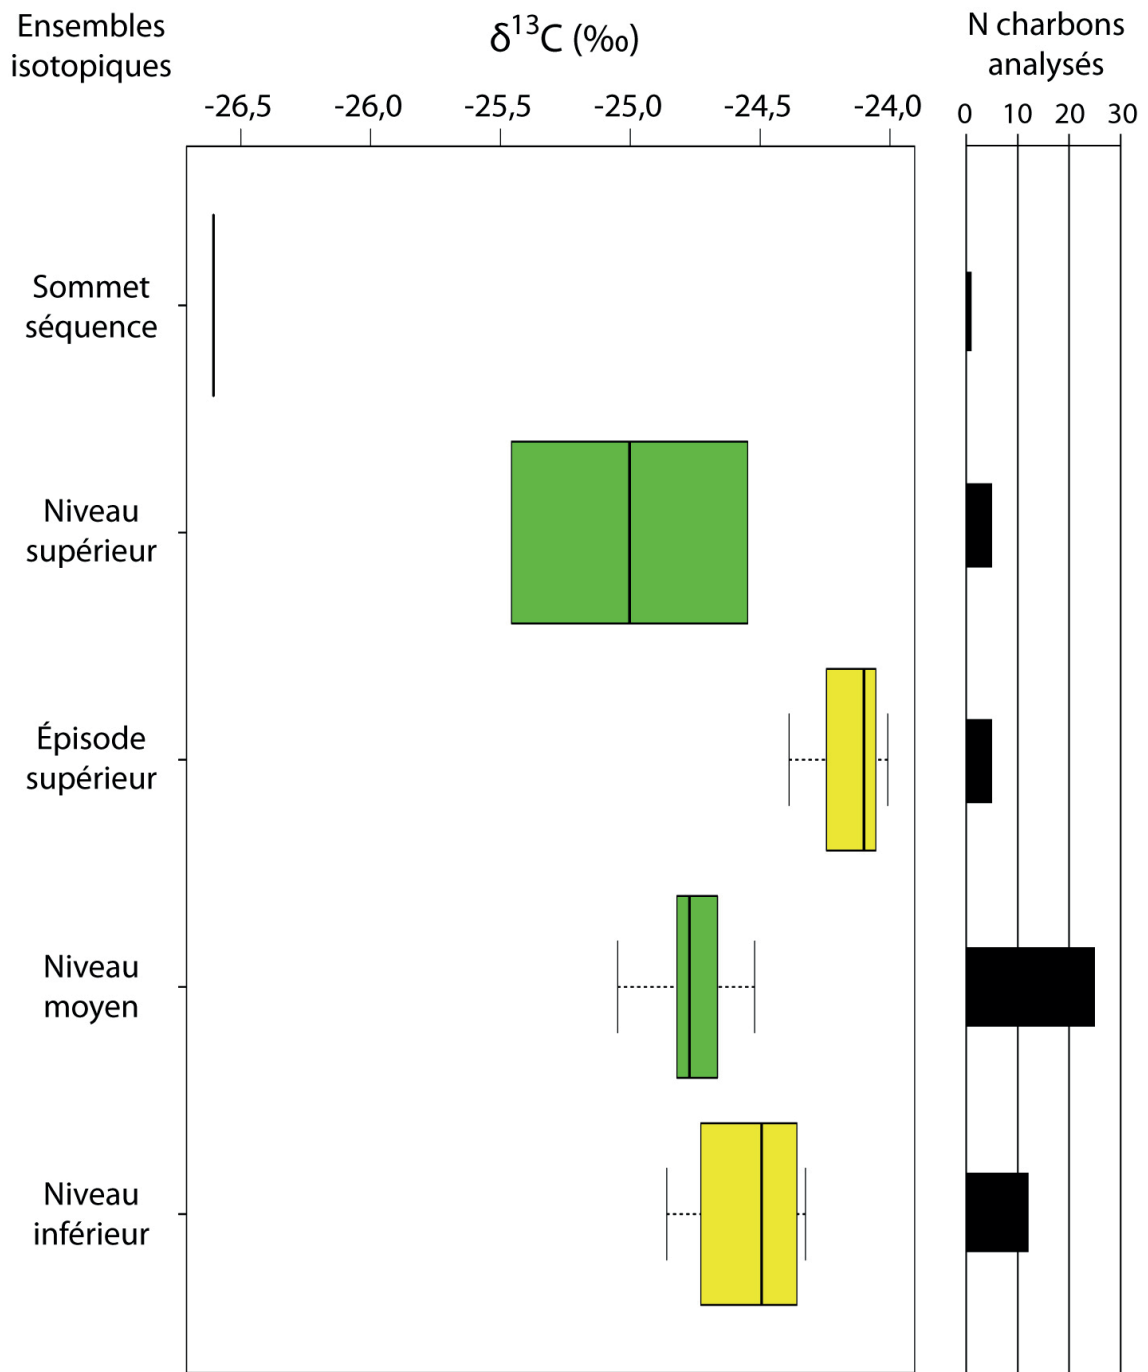 Ensembles
isotopiques
δ¹³C (‰)
N charbons
analysés
-26,5 -26,0 -25,5 -25,0 -24,5 -24,0
0 10 20 30
Sommet
séquence
Niveau
supérieur
Épisode
supérieur
Niveau
moyen
Niveau
inférieur